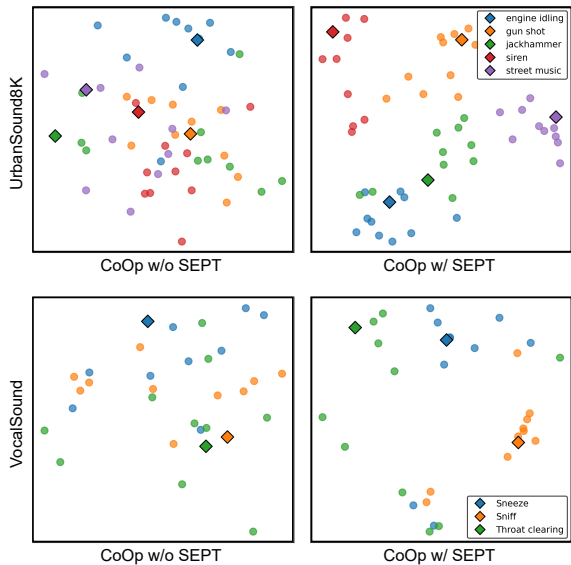 engine idling
gun shot
jackhammer
siren
street music
UrbanSound8K
CoOp w/o SEPT
CoOp w/ SEPT
VocalSound
Sneeze
Sniff
Throat clearing
CoOp w/o SEPT
CoOp w/ SEPT